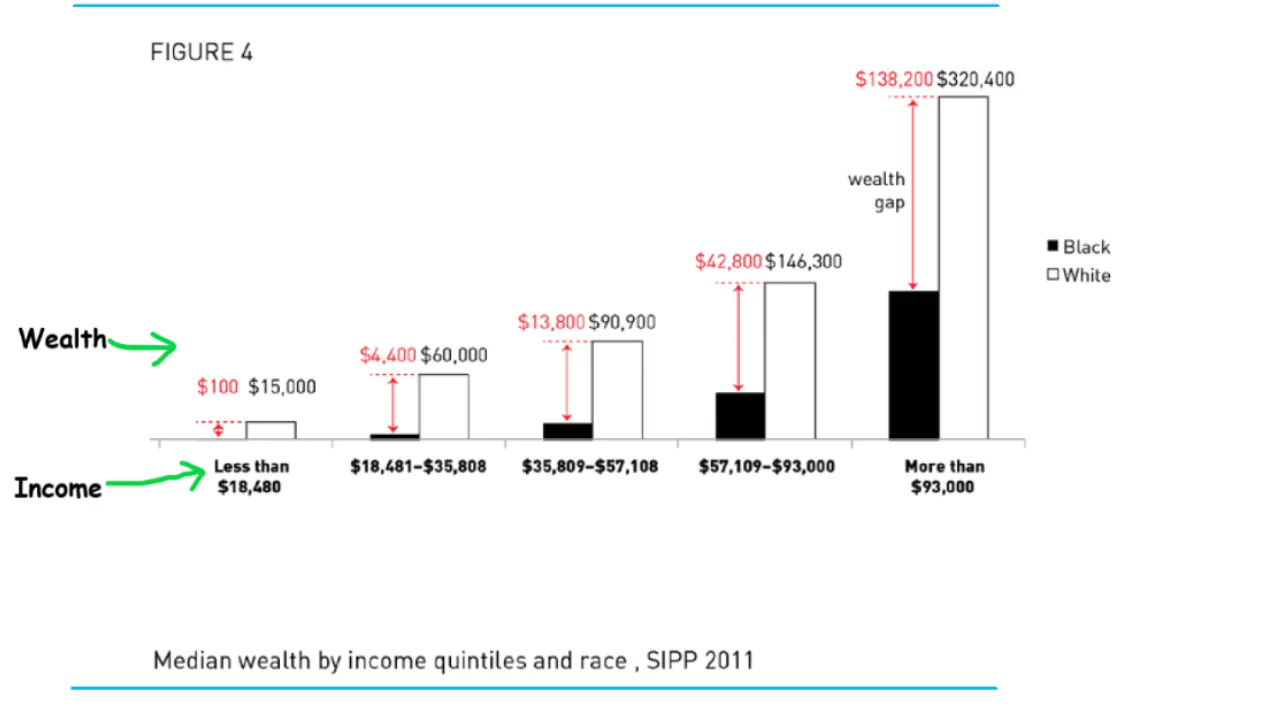 FIGURE 4
$138,200 $320,400
wealth
gap
Black
White
$42,800 $146,300
$13,800 $90,900
Wealth
$4,400 $60,000
$100 $15,000
Income
Less than
$18,480
$18,481–$35,808
$35,809–$57,108
$57,109–$93,000
More than
$93,000
Median wealth by income quintiles and race , SIPP 2011